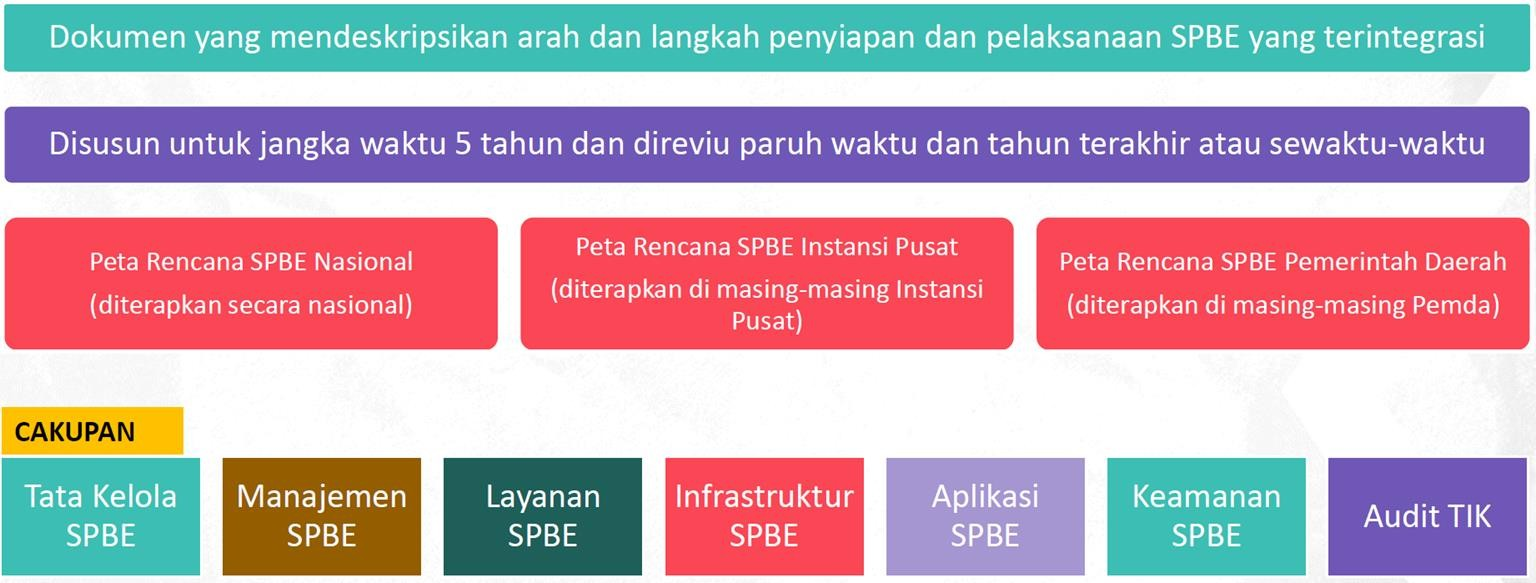 Dokumen yang mendeskripsikan arah dan langkah penyiapan dan pelaksanaan SPBE yang terintegrasi
Disusun untuk jangka waktu 5 tahun dan direviu paruh waktu dan tahun terakhir atau sewaktu-waktu
Peta Rencana SPBE Nasional
(diterapkan secara nasional)
Peta Rencana SPBE Instansi Pusat
(diterapkan di masing-masing Instansi
Pusat)
Peta Rencana SPBE Pemerintah Daerah
(diterapkan di masing-masing Pemda)
CAKUPAN
Tata Kelola
SPBE
Manajemen
SPBE
Layanan
SPBE
Infrastruktur
SPBE
Aplikasi
SPBE
Keamanan
SPBE
Audit TIK